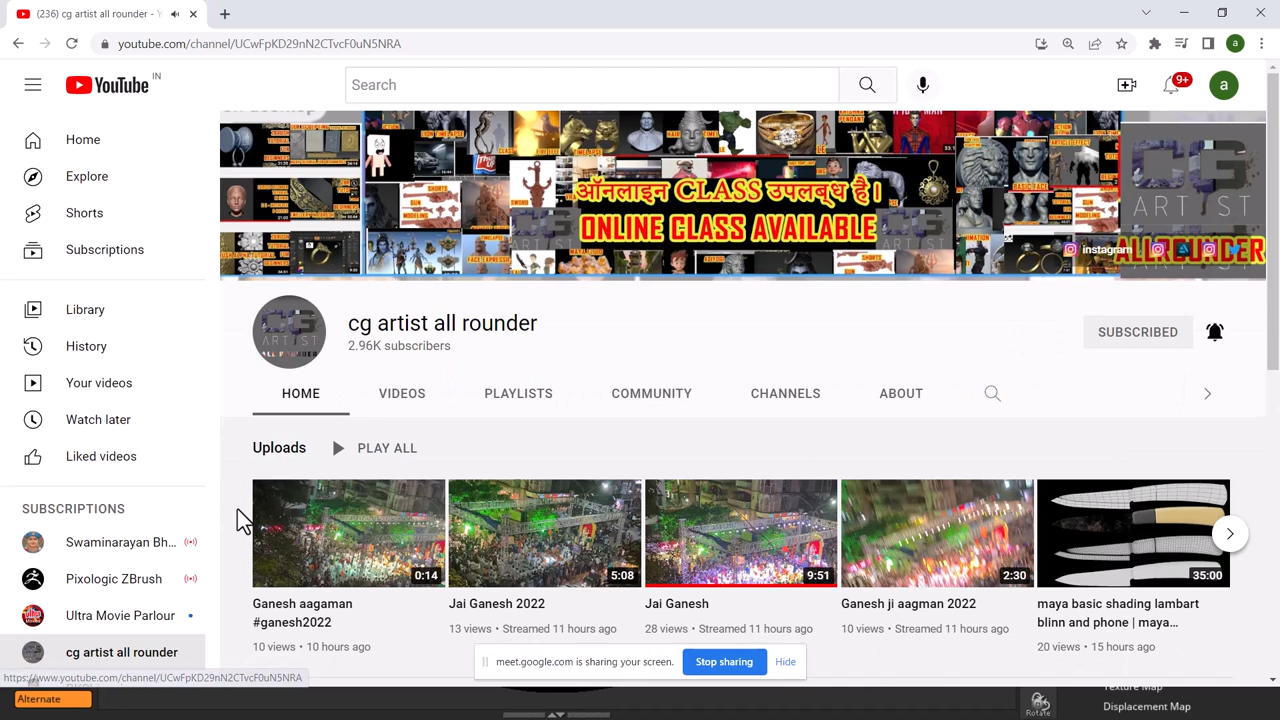 (236) cg artist all rounder - Y
youtube.com/channel/UCwFpKD29nN2CTvcF0uN5NRA
YouTube IN
Search
9+
a
Home
Explore
Shorts
Subscriptions
Library
History
Your videos
Watch later
Liked videos
SUBSCRIPTIONS
Swaminarayan Bh...
Pixologic ZBrush
Ultra Movie Parlour
cg artist all rounder
ऑनलाइन CLASS उपलब्ध है।
ONLINE CLASS AVAILABLE
instagram
ALLROUNDER
CG
ARTIST
cg artist all rounder
2.96K subscribers
SUBSCRIBED
HOME
VIDEOS
PLAYLISTS
COMMUNITY
CHANNELS
ABOUT
Uploads
PLAY ALL
0:14
5:08
9:51
2:30
35:00
Ganesh aagaman
#ganesh2022
10 views • 10 hours ago
Jai Ganesh 2022
13 views • Streamed 11 hours ago
Jai Ganesh
28 views • Streamed 11 hours ago
Ganesh ji aagman 2022
10 views • Streamed 11 hours ago
maya basic shading lambart
blinn and phone | maya...
20 views • 15 hours ago
meet.google.com is sharing your screen.
Stop sharing
Hide
https://www.youtube.com/channel/UCwFpKD29nN2CTvcF0uN5NRA
Alternate
Rotate
Texture Map
Displacement Map